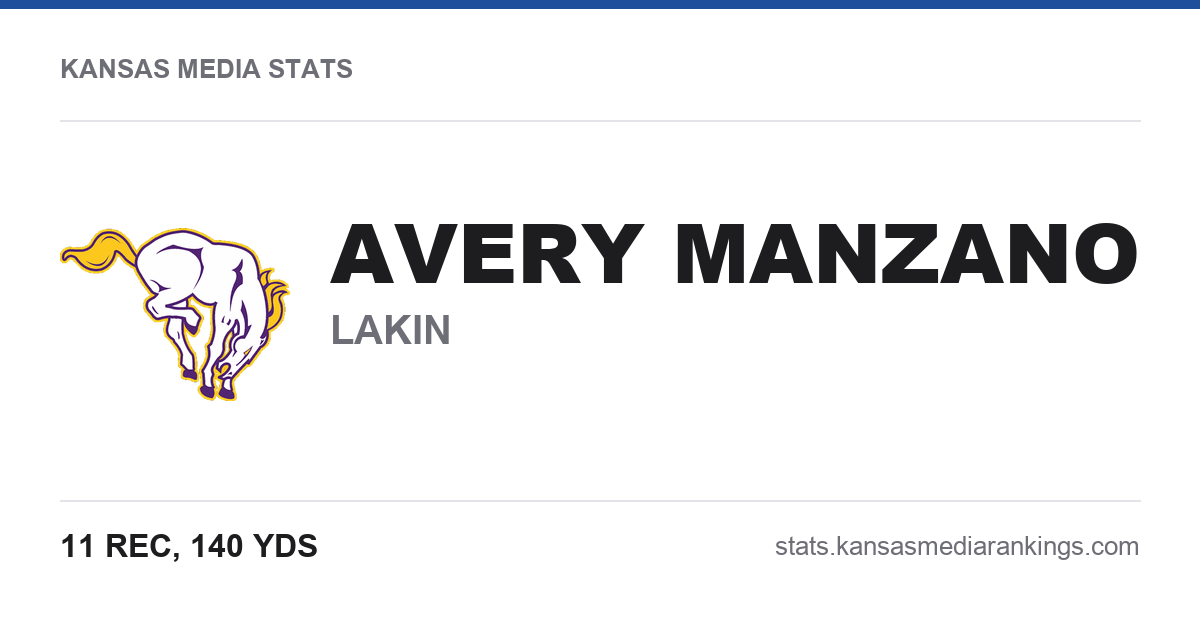 KANSAS MEDIA STATS
AVERY MANZANO
LAKIN
11 REC, 140 YDS
stats.kansasmediarankings.com